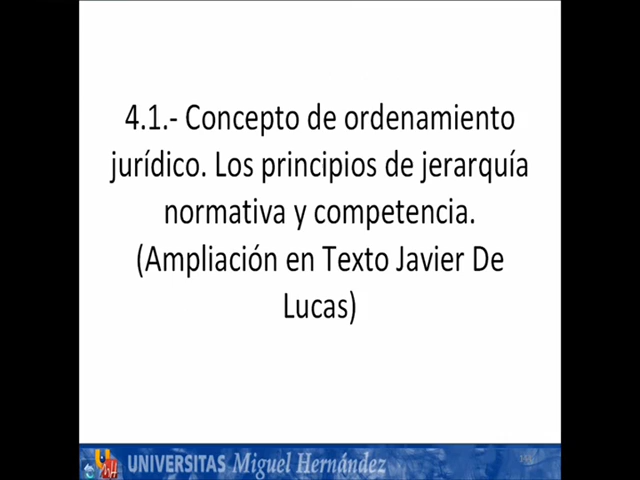 4.1.- Concepto de ordenamiento
jurídico. Los principios de jerarquía
normativa y competencia.
(Ampliación en Texto Javier De
Lucas)
UNIVERSITAS Miguel Hernández